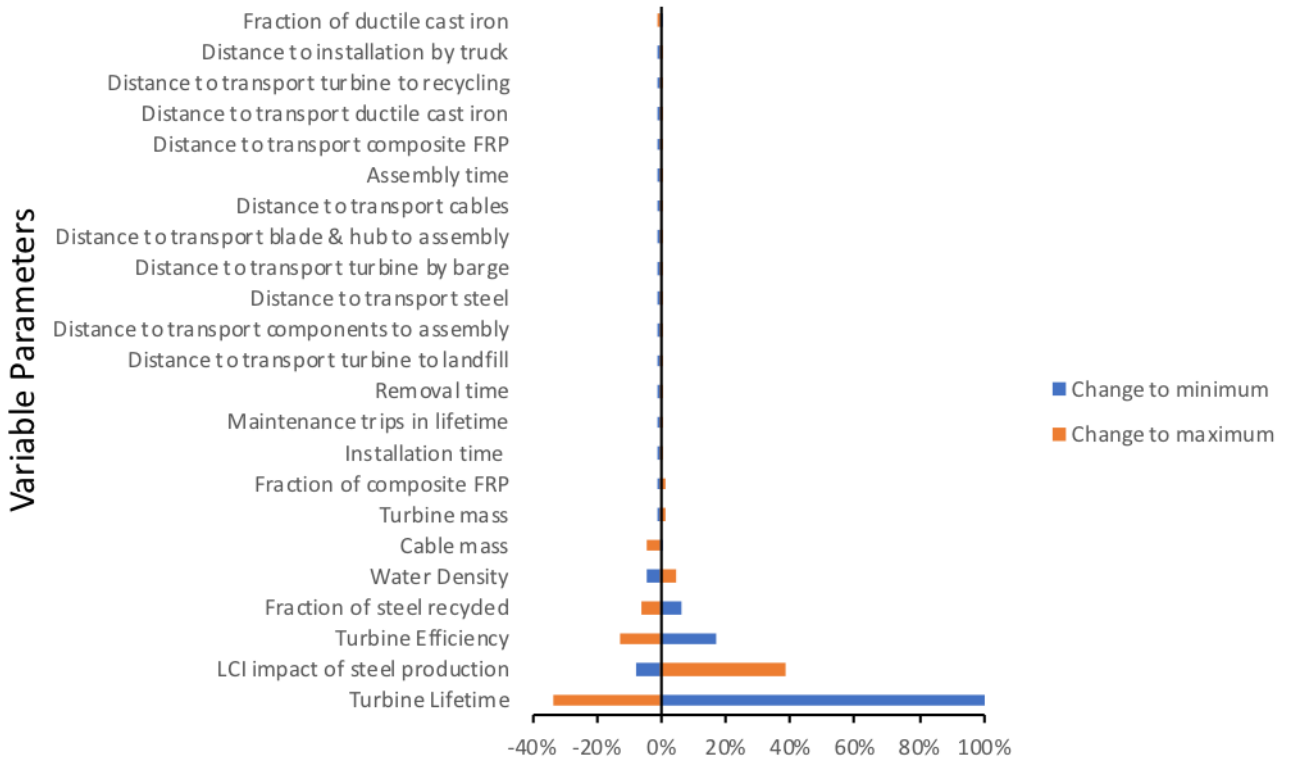 Variable Parameters
Fraction of ductile cast iron
Distance to installation by truck
Distance to transport turbine to recycling
Distance to transport ductile cast iron
Distance to transport composite FRP
Assembly time
Distance to transport cables
Distance to transport blade & hub to assembly
Distance to transport turbine by barge
Distance to transport steel
Distance to transport components to assembly
Distance to transport turbine to landfill
Removal time
Maintenance trips in lifetime
Installation time
Fraction of composite FRP
Turbine mass
Cable mass
Water Density
Fraction of steel recycled
Turbine Efficiency
LCI impact of steel production
Turbine Lifetime
-40% -20% 0% 20% 40% 60% 80% 100%
Change to minimum
Change to maximum